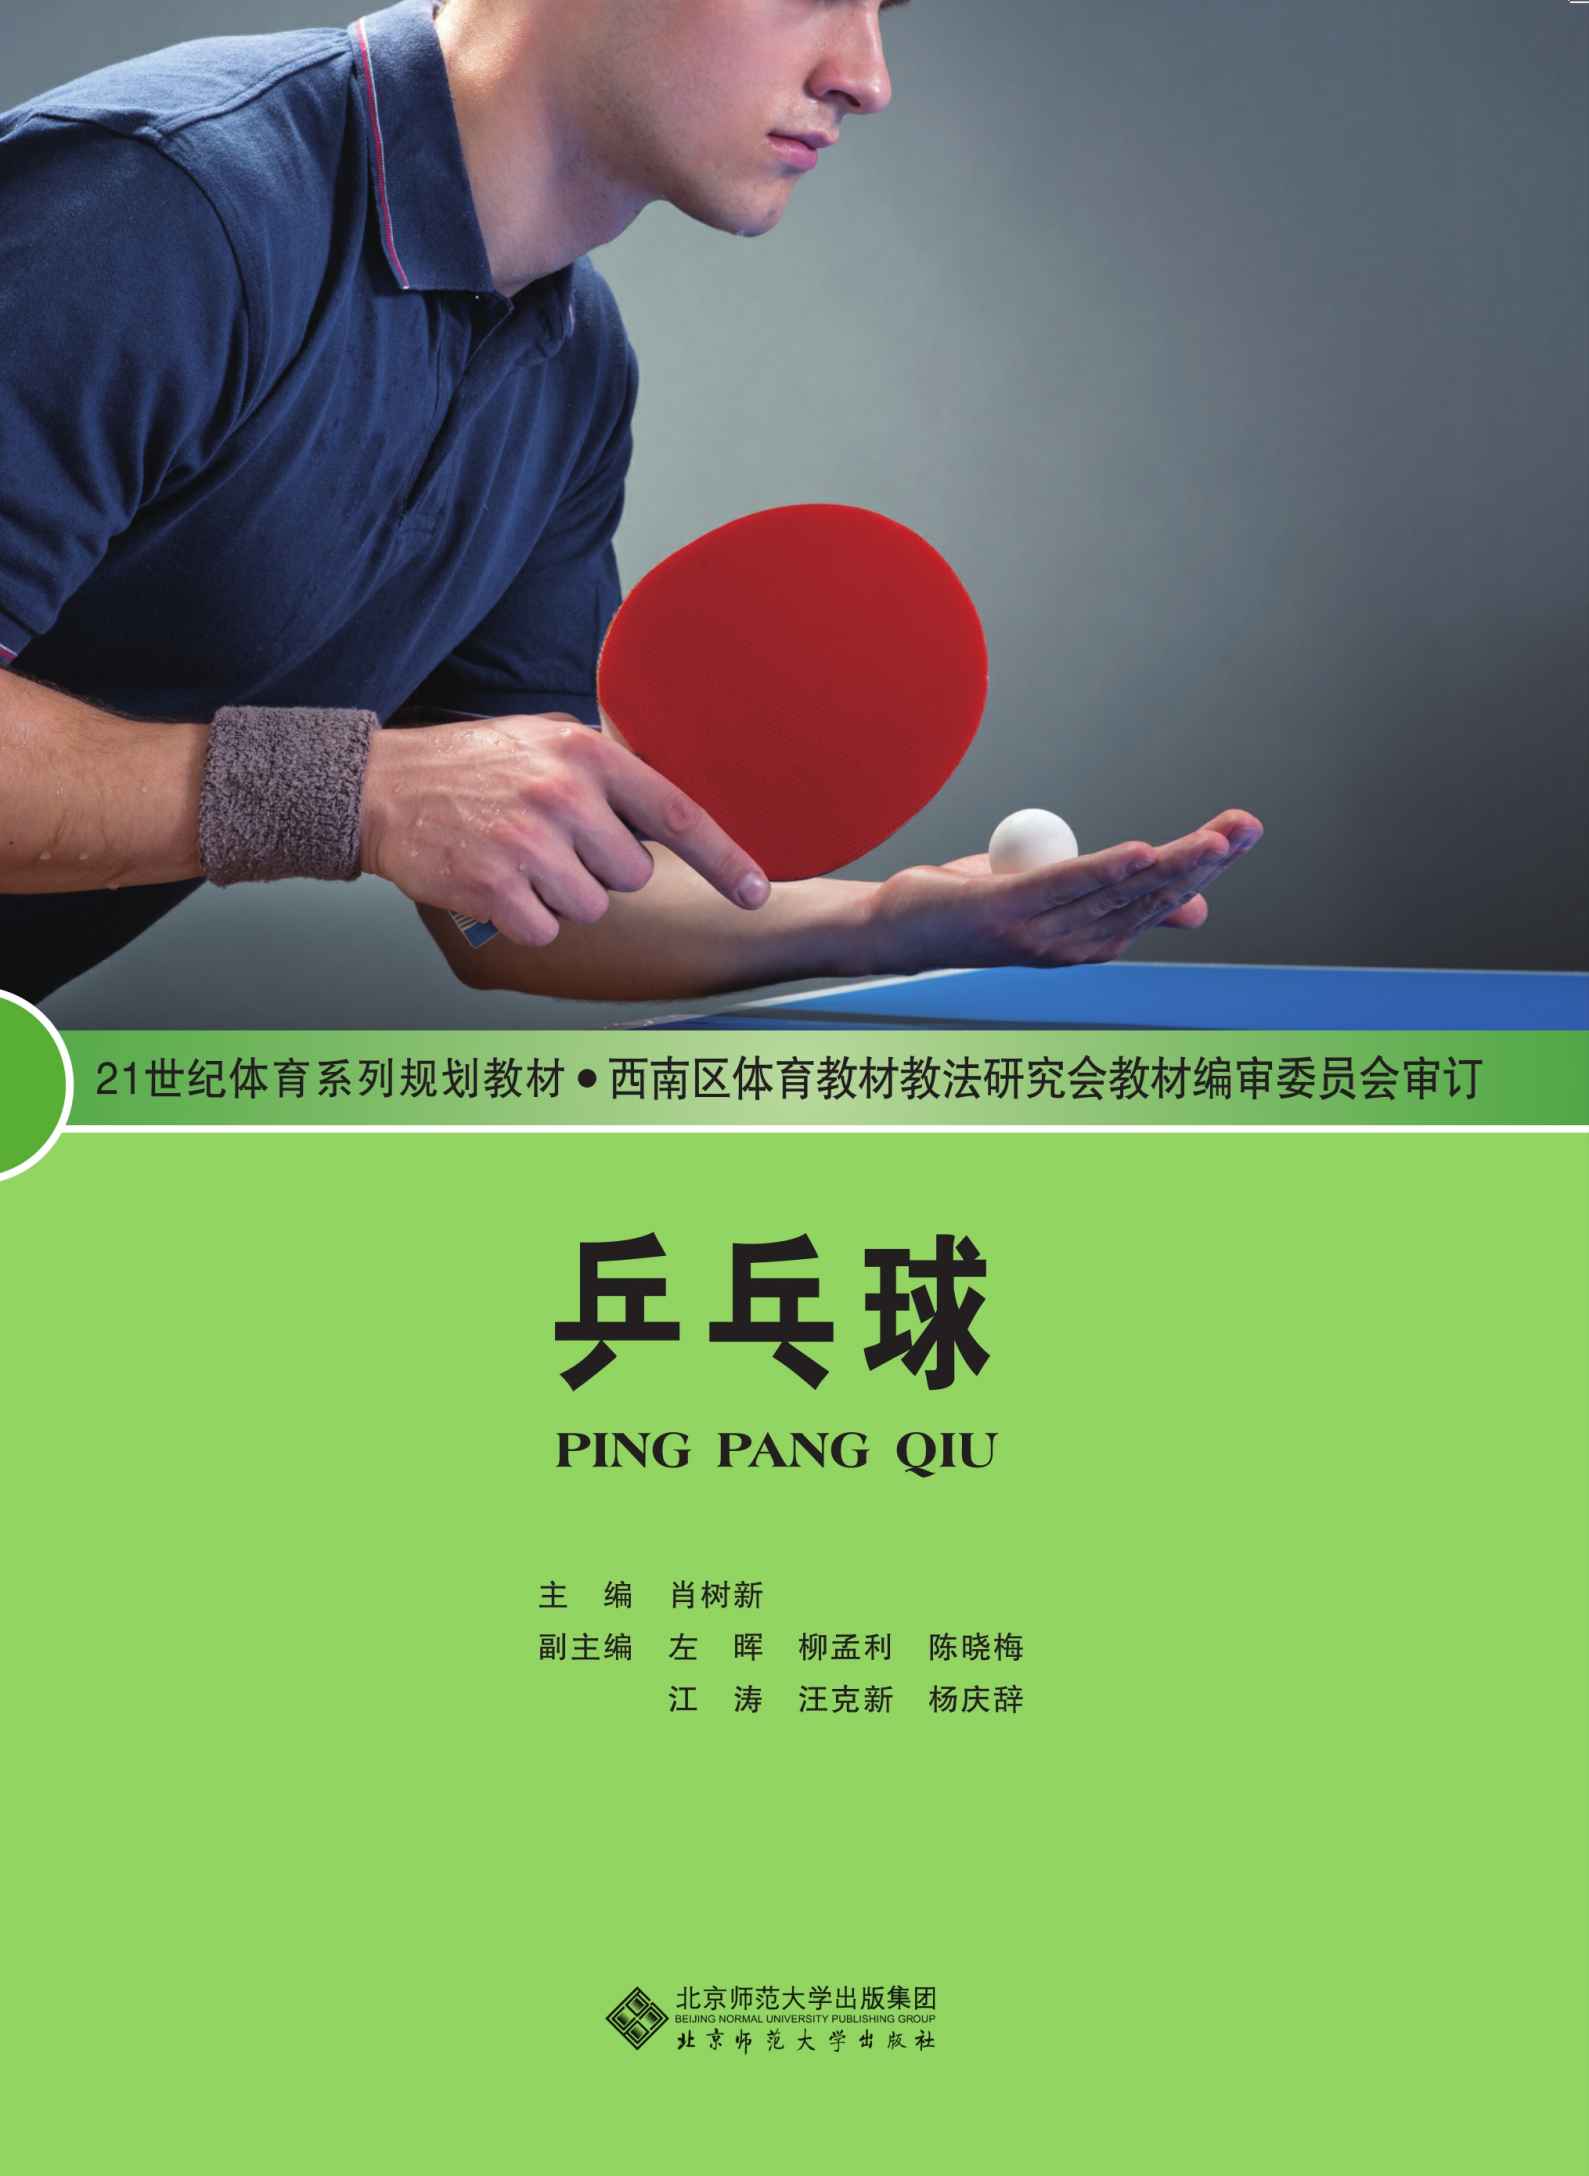 21世纪体育系列规划教材●西南区体育教材教法研究会教材编审委员会审订
乒乓球
PING PANG QIU
主　编　肖树新
副主编　左　晖　柳孟利　陈晓梅
江　涛　汪克新　杨庆辞
北京师范大学出版集团
BEIJING NORMAL UNIVERSITY PUBLISHING GROUP
北京师范大学出版社